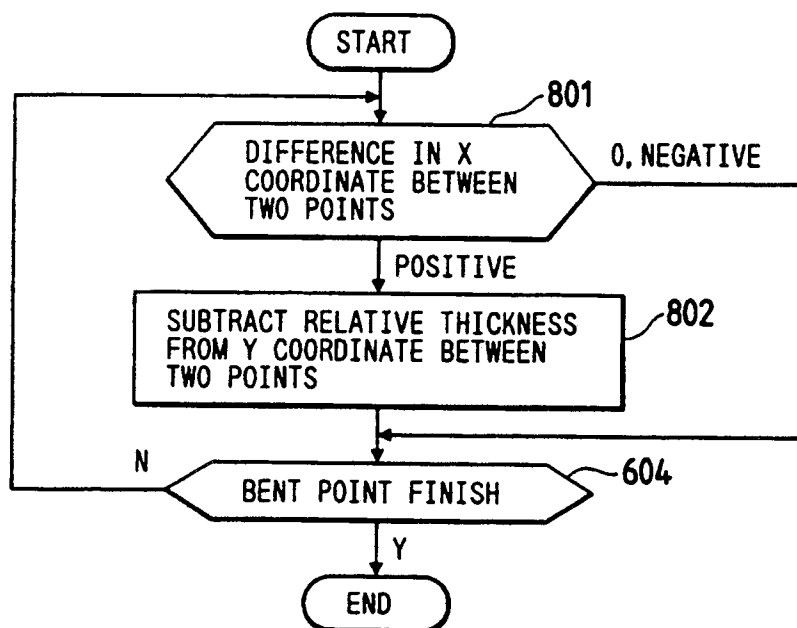 START
801
DIFFERENCE IN X
COORDINATE BETWEEN
TWO POINTS
0, NEGATIVE
POSITIVE
SUBTRACT RELATIVE THICKNESS
FROM Y COORDINATE BETWEEN
TWO POINTS
802
N
BENT POINT FINISH
604
Y
END